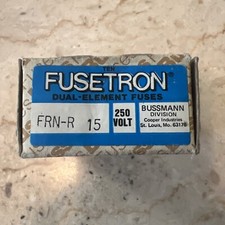 FUSETRON®
DUAL-ELEMENT FUSES
FRN-R 15
250 VOLT
BUSSMANN
DIVISION
Cooper Industries
St. Louis, Mo. 63178